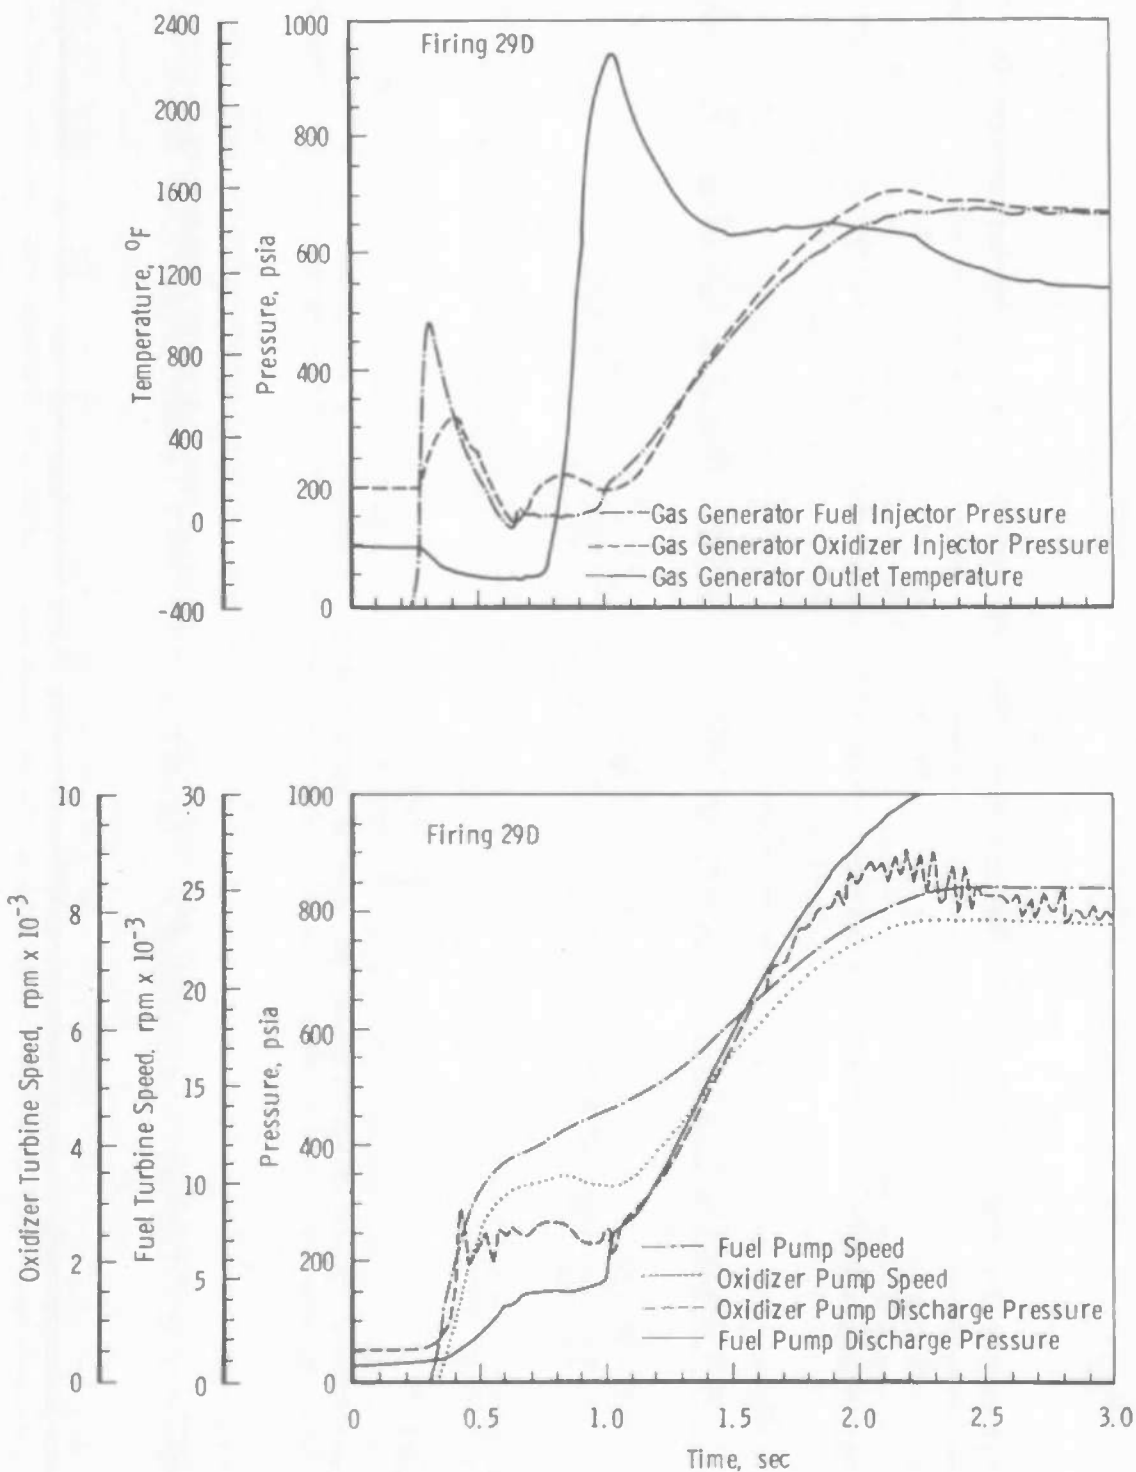 2400
2000
1600
1200
800
400
0
-400
Temperature, °F
1000
800
600
400
200
0
Pressure, psia
Firing 29D
Gas Generator Fuel Injector Pressure
Gas Generator Oxidizer Injector Pressure
Gas Generator Outlet Temperature
10
8
6
4
2
0
Oxidizer Turbine Speed, rpm x 10⁻³
30
25
20
15
10
5
0
Fuel Turbine Speed, rpm x 10⁻³
1000
800
600
400
200
0
Pressure, psia
Firing 29D
Fuel Pump Speed
Oxidizer Pump Speed
Oxidizer Pump Discharge Pressure
Fuel Pump Discharge Pressure
0 0.5 1.0 1.5 2.0 2.5 3.0
Time, sec